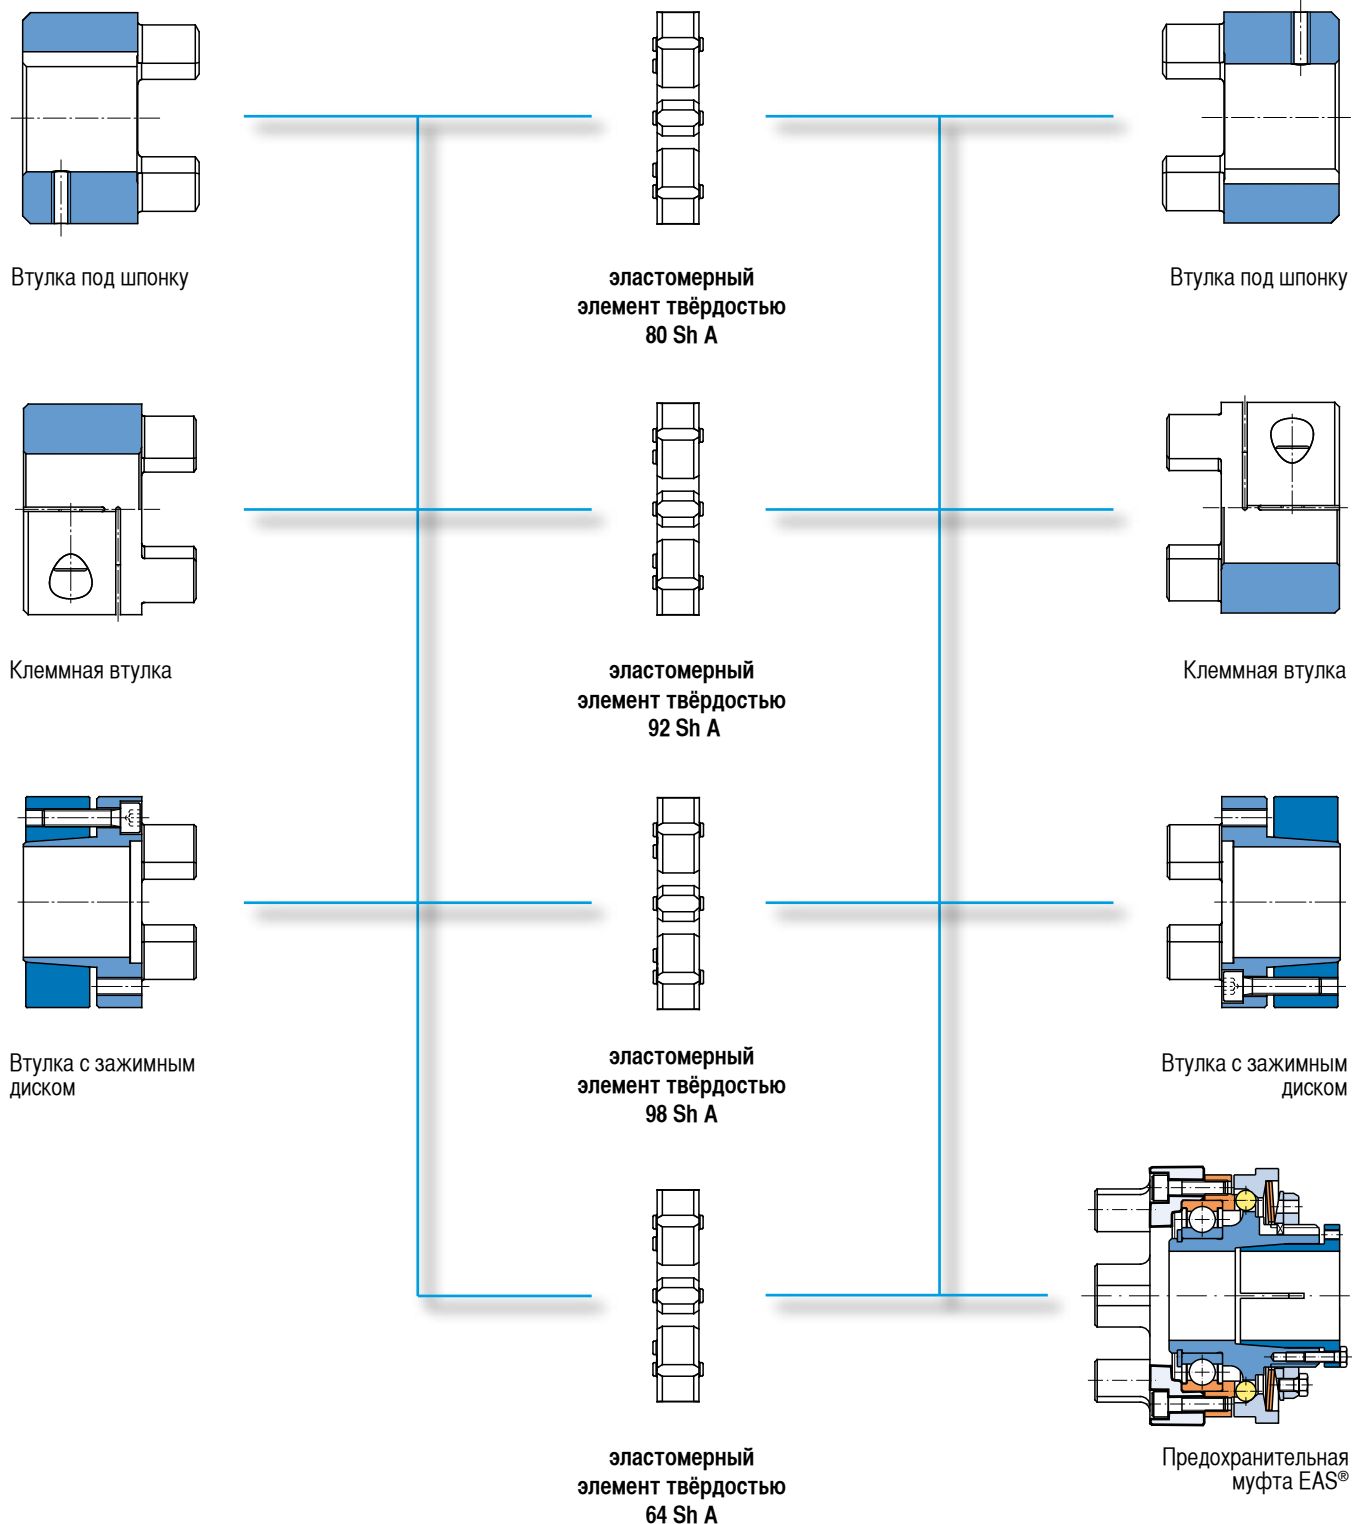 Втулка под шпонку
эластомерный
элемент твёрдостью
80 Sh A
Втулка под шпонку
Клеммная втулка
эластомерный
элемент твёрдостью
92 Sh A
Клеммная втулка
Втулка с зажимным
диском
эластомерный
элемент твёрдостью
98 Sh A
Втулка с зажимным
диском
эластомерный
элемент твёрдостью
64 Sh A
Предохранительная
муфта EAS®